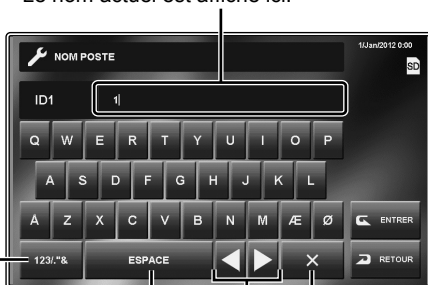 Le nom actuel est affiché ici.
1/Jan/2012 0:00
NOM POSTE
SD
ID1 1
Q W E R T Y U I O P
A S D F G H J K L
Å Z X C V B N M Æ Ø ENTRER
123/."& ESPACE RETOUR